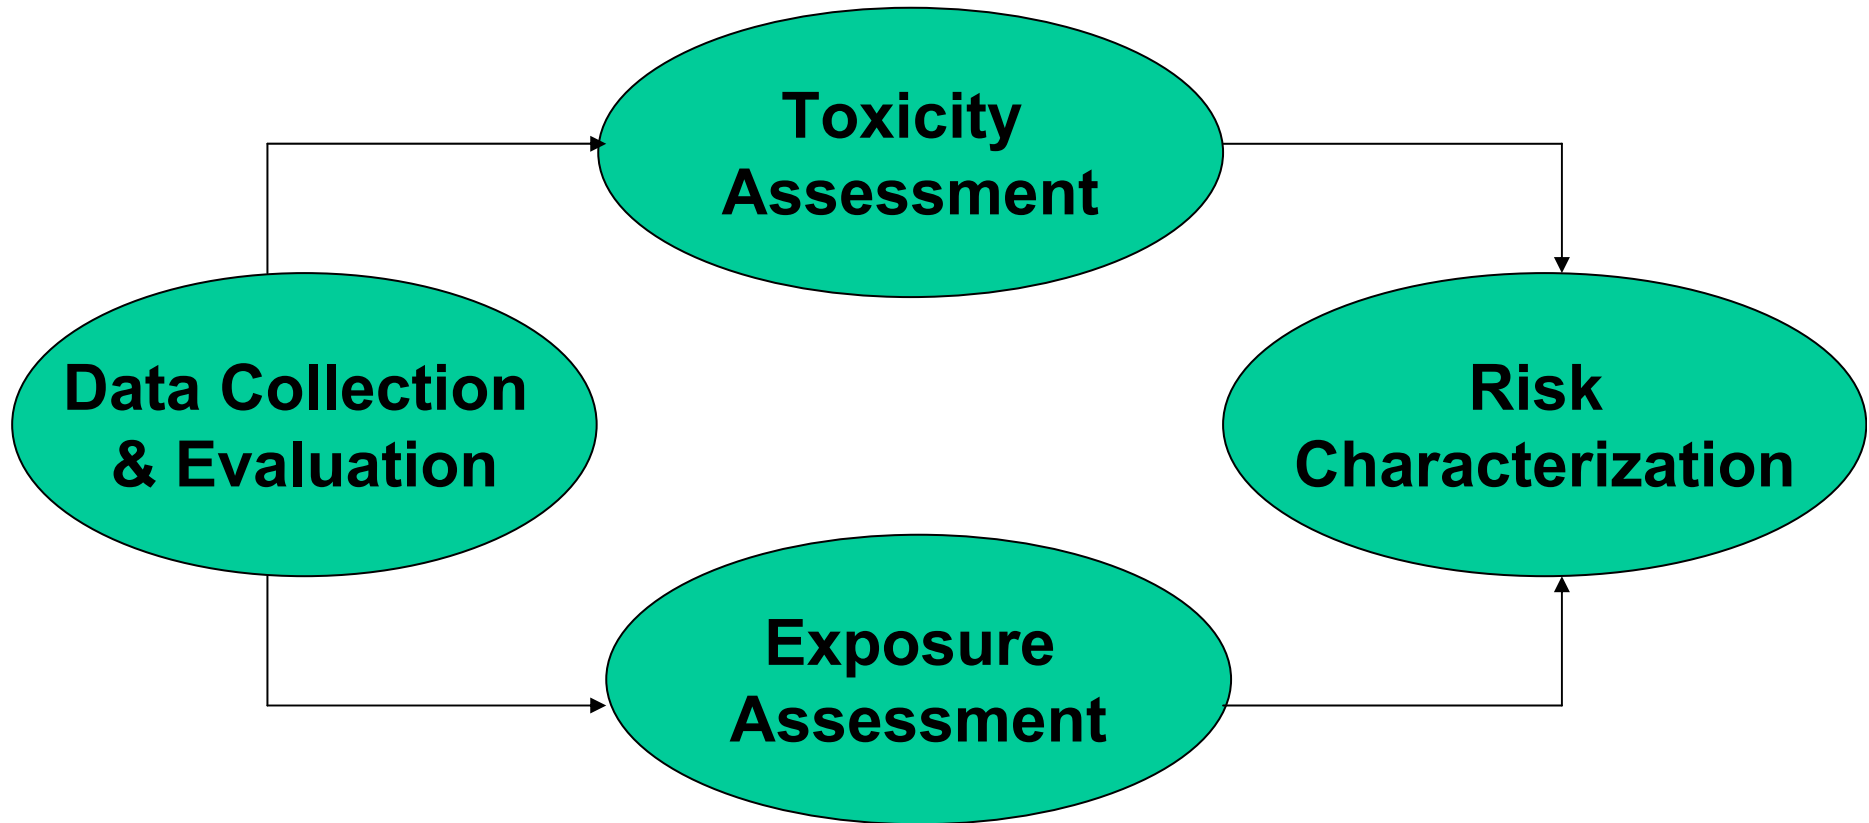 Toxicity
Assessment
Data Collection
& Evaluation
Risk
Characterization
Exposure
Assessment